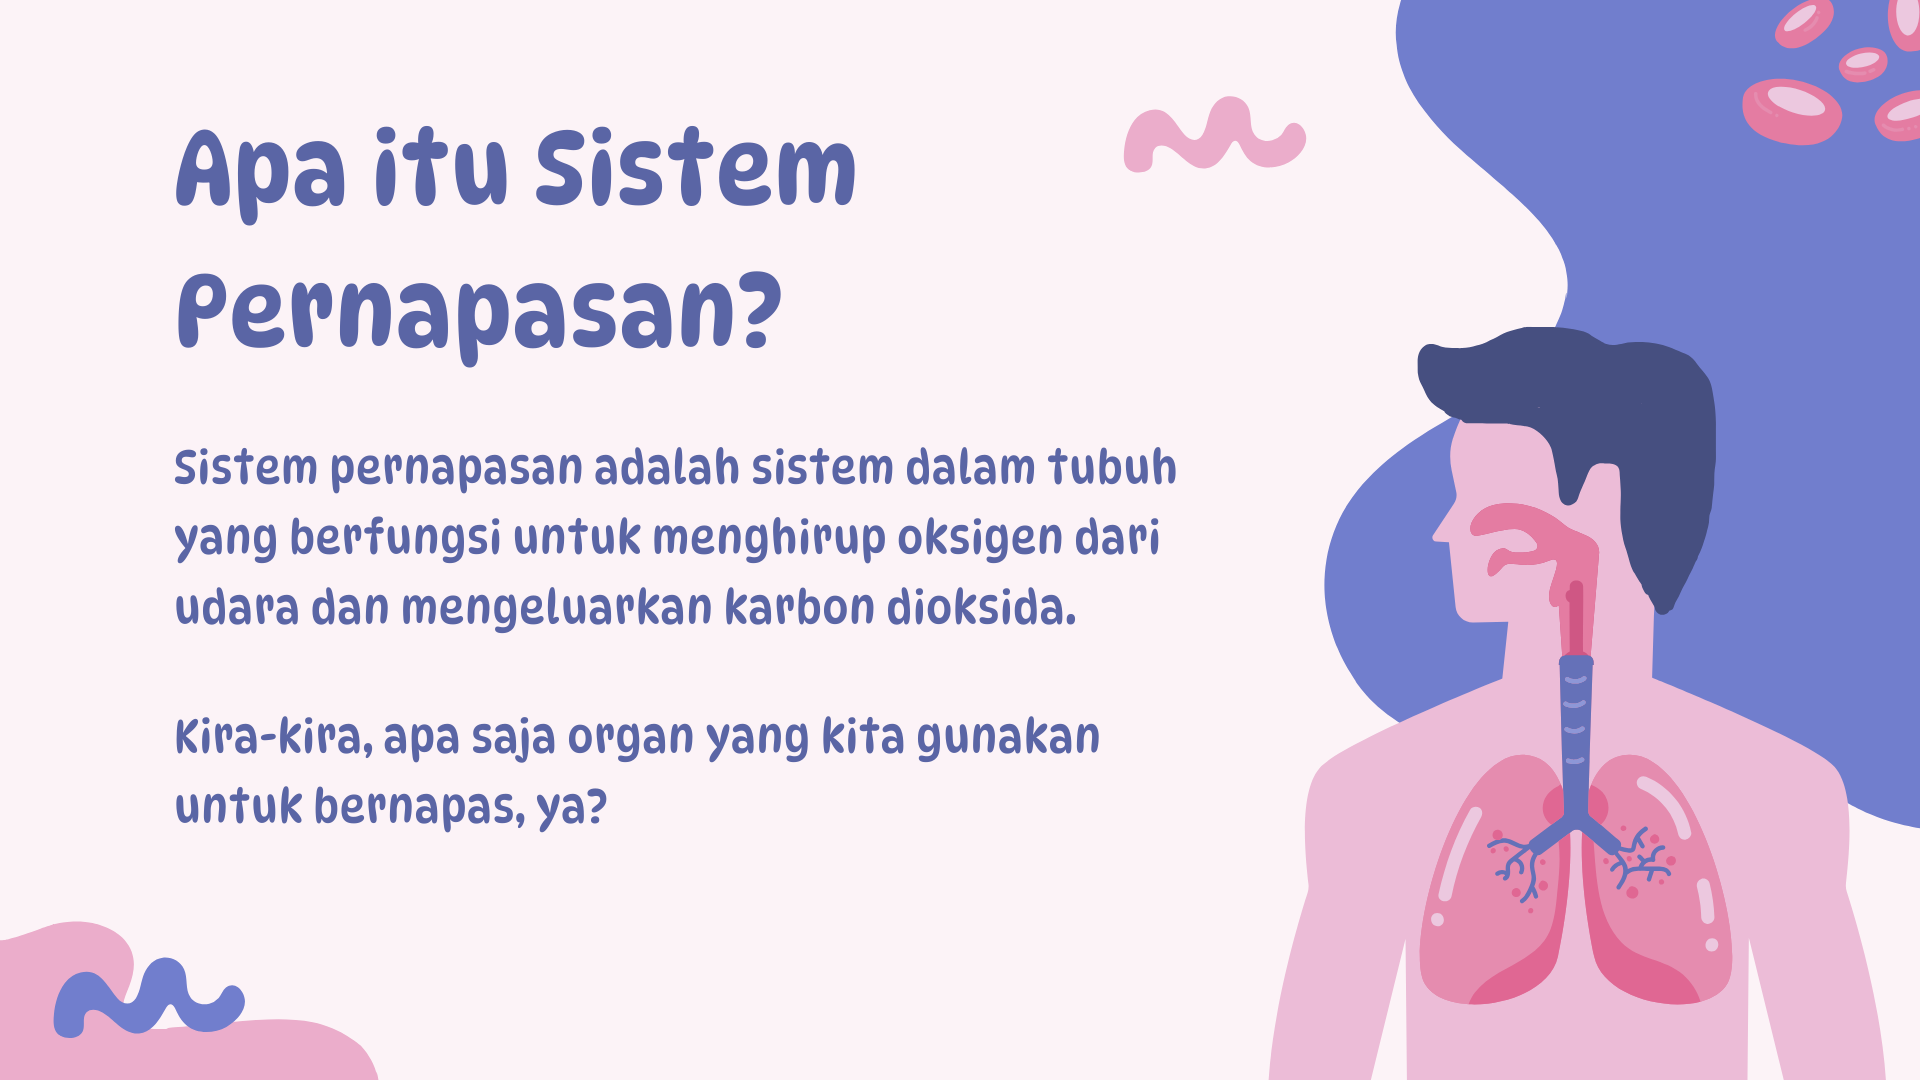 Apa itu Sistem
Pernapasan?
Sistem pernapasan adalah sistem dalam tubuh
yang berfungsi untuk menghirup oksigen dari
udara dan mengeluarkan karbon dioksida.
Kira-kira, apa saja organ yang kita gunakan
untuk bernapas, ya?